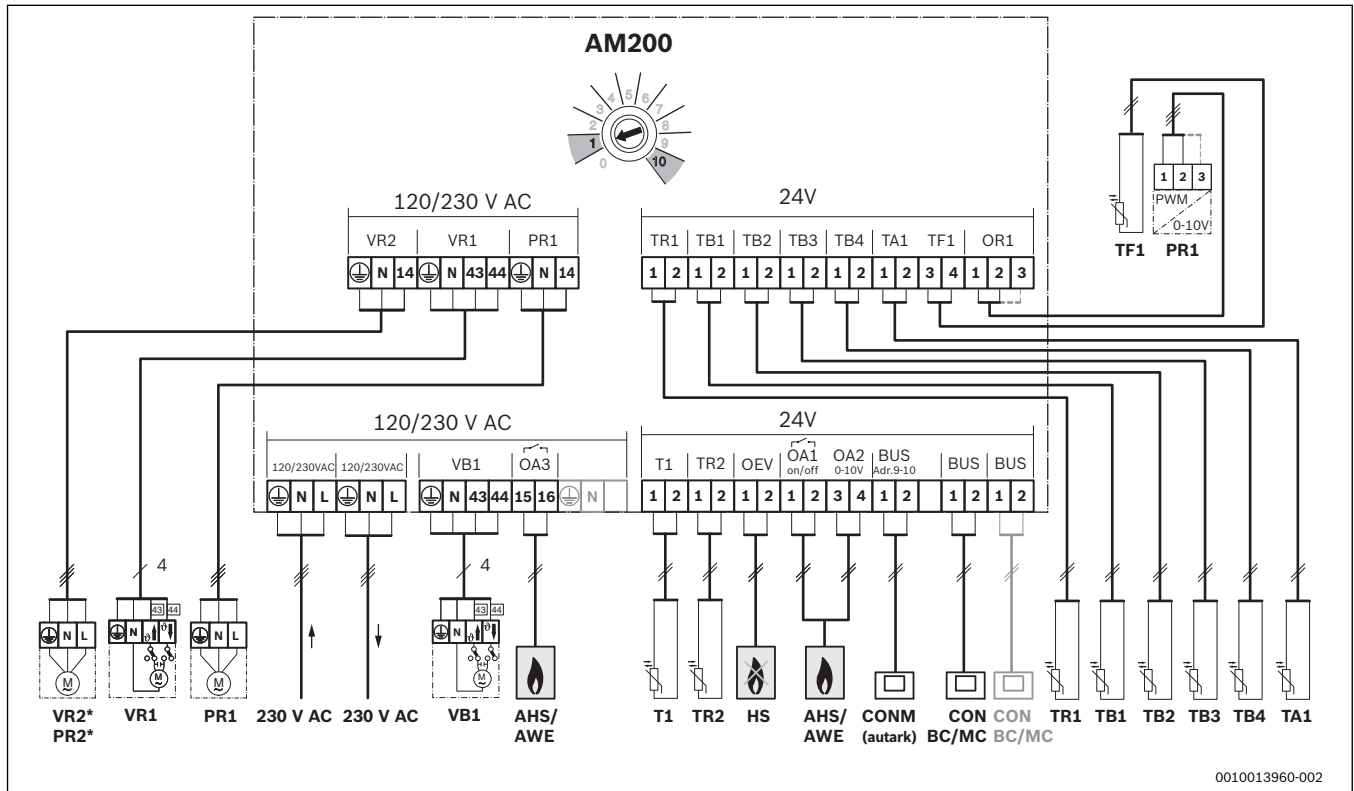 AM200
0 1 2 3 4 5 6 7 8 9 10
120/230 V AC
24V
VR2 VR1 PR1
TR1 TB1 TB2 TB3 TB4 TA1 TF1 OR1
N 14 N 43 44 N 14
1 2 1 2 1 2 1 2 1 2 1 2 3 4 1 2 3
1 2 3
PWM
0-10V
TF1 PR1
120/230 V AC
24V
120/230VAC 120/230VAC VB1 OA3
T1 TR2 OEV OA1 OA2 BUS BUS BUS
on/off 0-10V Adr.9-10
N L N L N 43 44 15 16 N
1 2 1 2 1 2 1 2 3 4 1 2 1 2 1 2
4 4
43 44 43 44
N L N ϑ ϑ N L N ϑ ϑ
M ~ M ~ M ~ M ~
VR2* VR1 PR1 230 V AC 230 V AC VB1 AHS/ T1 TR2 HS AHS/ CONM CON CON TR1 TB1 TB2 TB3 TB4 TA1
PR2* AWE AWE (autark) BC/MC BC/MC
0010013960-002